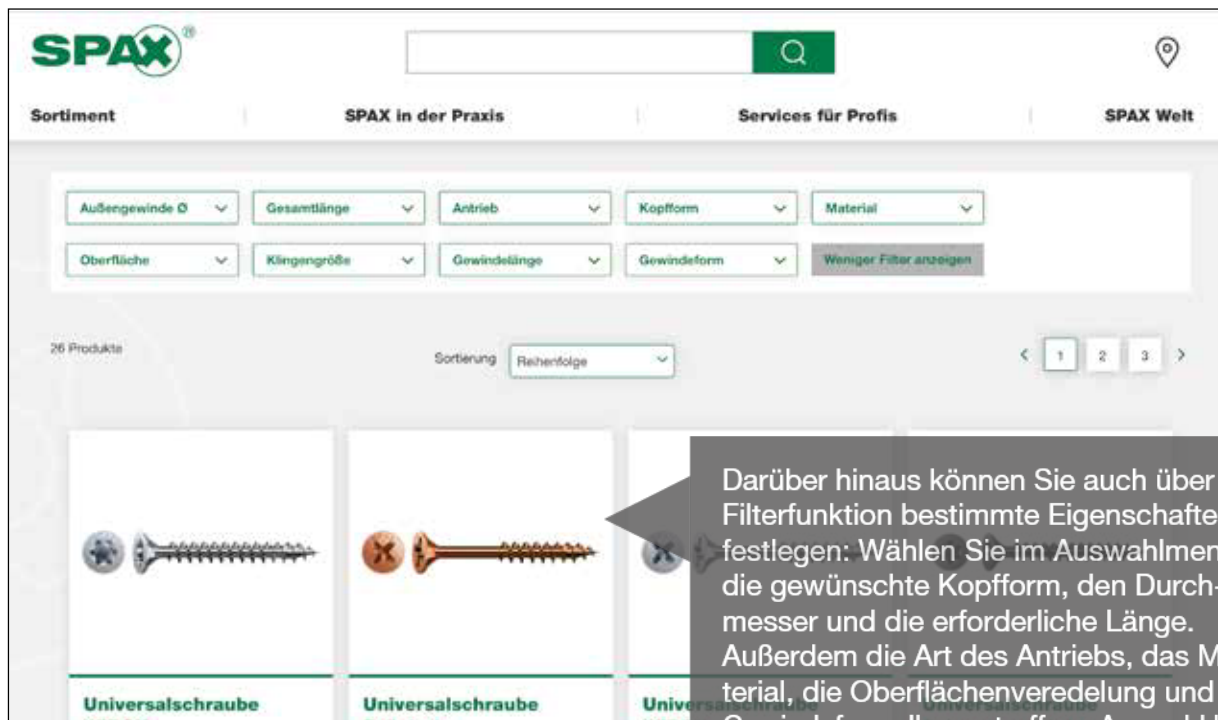 SPAX®
Sortiment
SPAX in der Praxis
Services für Profis
SPAX Welt
Außengewinde Ø
Gesamtlänge
Antrieb
Kopfform
Material
Oberfläche
Klingengröße
Gewindelänge
Gewindeform
Weniger Filter anzeigen
26 Produkte
Sortierung
Reihenfolge
1 2 3
Darüber hinaus können Sie auch über
Filterfunktion bestimmte Eigenschafte
festlegen: Wählen Sie im Auswahlmen
die gewünschte Kopfform, den Durch-
messer und die erforderliche Länge.
Außerdem die Art des Antriebs, das M
terial, die Oberflächenveredelung und
Universalschraube
Universalschraube
Universalschraube
Universalschraube